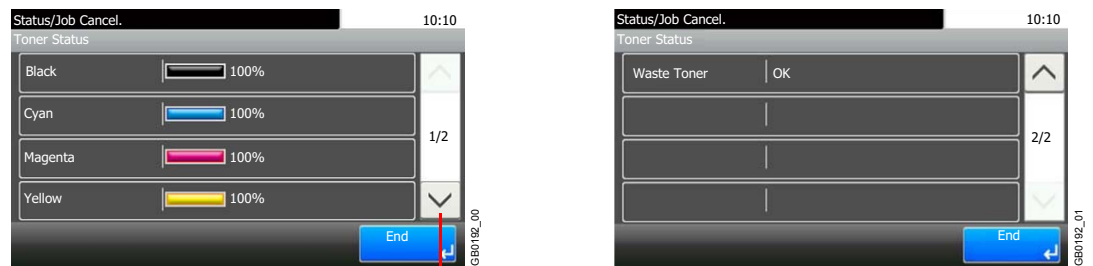 Status/Job Cancel. 10:10
Toner Status
Black 100%
Cyan 100%
Magenta 100%
Yellow 100%
1/2
End
GB0192_00
Status/Job Cancel. 10:10
Toner Status
Waste Toner OK
2/2
End
GB0192_01